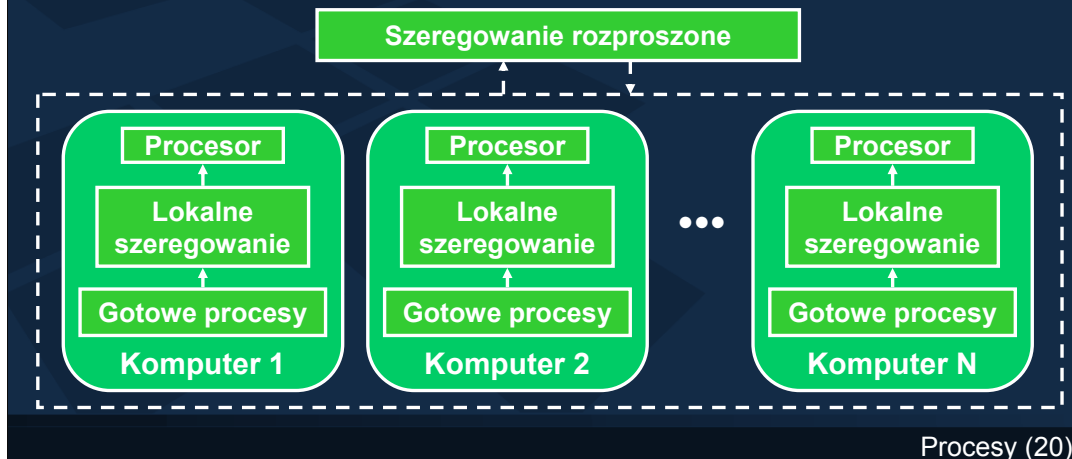 Szeregowanie rozproszone
Procesor
Lokalne
szeregowanie
Gotowe procesy
Komputer 1
Procesor
Lokalne
szeregowanie
Gotowe procesy
Komputer 2
•••
Procesor
Lokalne
szeregowanie
Gotowe procesy
Komputer N
Procesy (20)